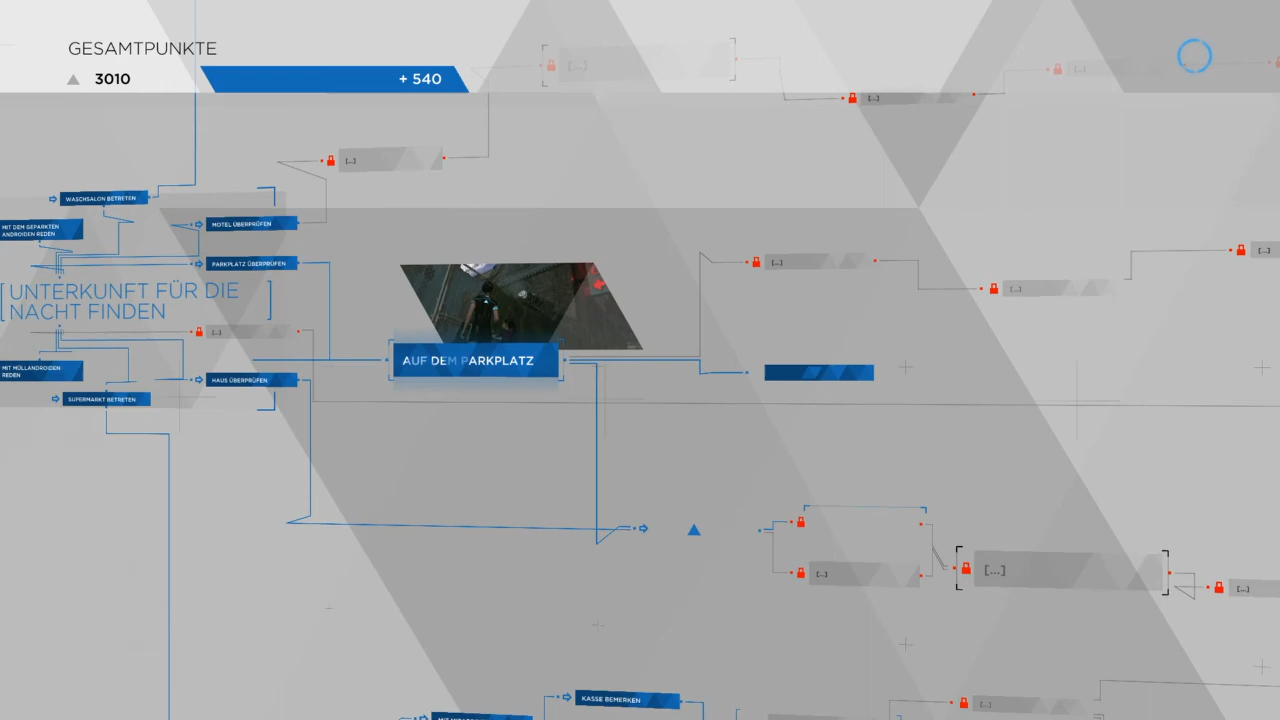 GESAMTPUNKTE
3010
+ 540
[...]
[...]
[...]
[...]
WASCHSALON BETRETEN
MIT DEM GEPARKTEN
ANDROIDEN REDEN
MOTEL ÜBERPRÜFEN
PARKPLATZ ÜBERPRÜFEN
[...]
[...]
[...]
UNTERKUNFT FÜR DIE
NACHT FINDEN
[...]
AUF DEM PARKPLATZ
MIT MÜLLANDROIDEN
REDEN
HAUS ÜBERPRÜFEN
SUPERMARKT BETRETEN
[...]
[...]
[...]
KASSE BEMERKEN
[...]